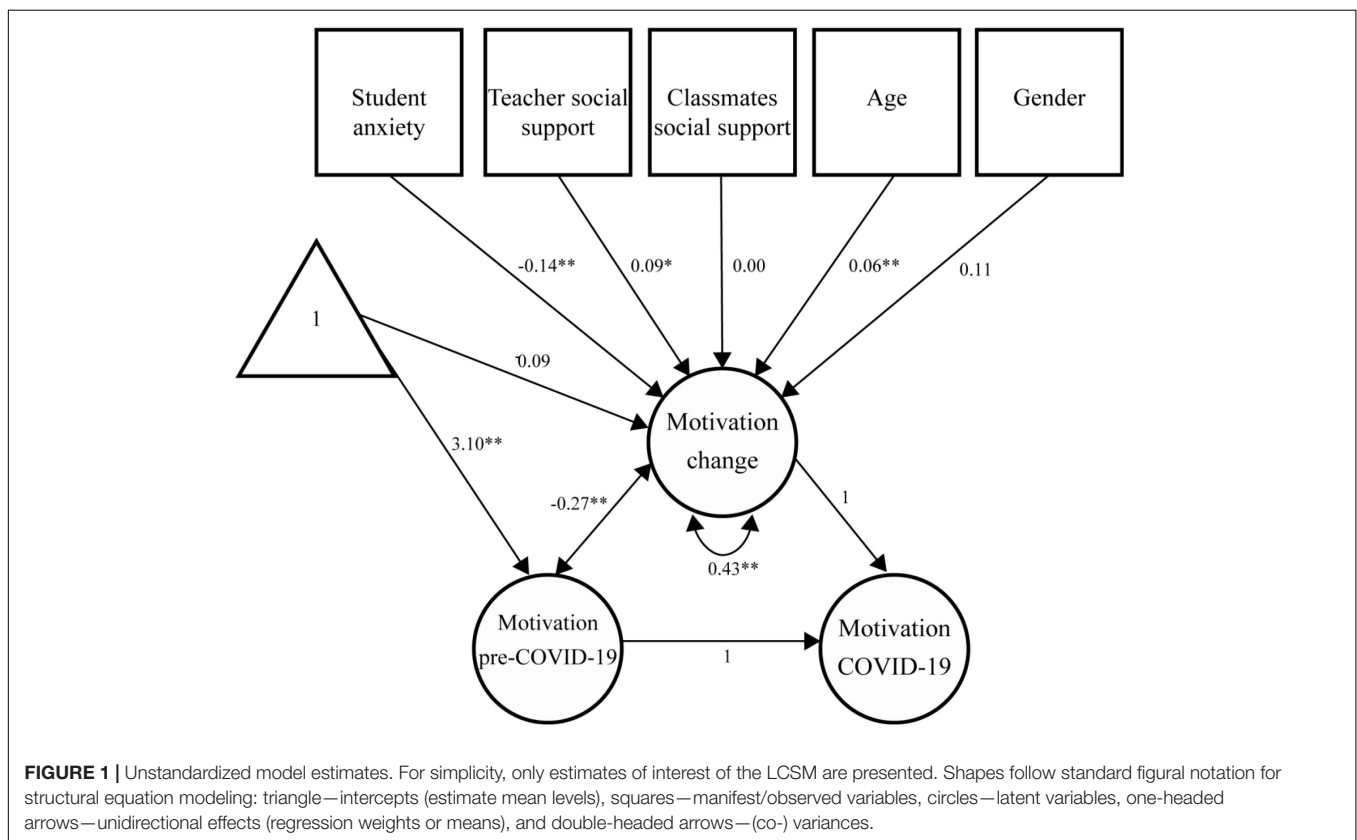 Student
anxiety
Teacher social
support
Classmates
social support
Age
Gender
-0.14**
0.09*
0.00
0.06**
0.11
1
-0.09
3.10**
Motivation
change
-0.27**
1
0.43**
Motivation
pre-COVID-19
1
Motivation
COVID-19
FIGURE 1 | Unstandardized model estimates. For simplicity, only estimates of interest of the LCSM are presented. Shapes follow standard figural notation for
structural equation modeling: triangle—intercepts (estimate mean levels), squares—manifest/observed variables, circles—latent variables, one-headed
arrows—unidirectional effects (regression weights or means), and double-headed arrows—(co-) variances.